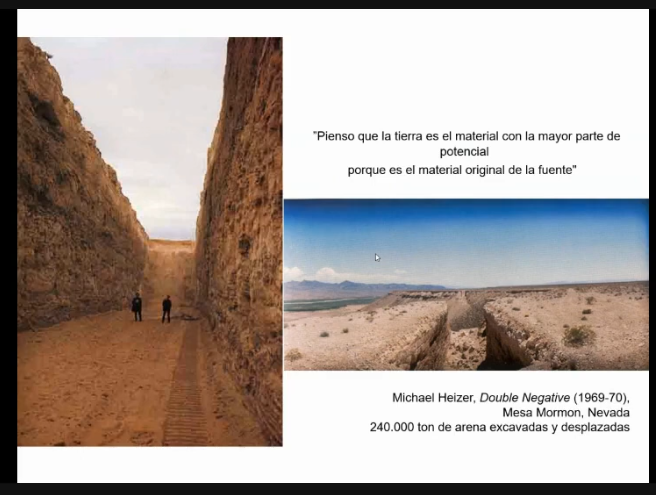 "Pienso que la tierra es el material con la mayor parte de
potencial
porque es el material original de la fuente"
Michael Heizer, Double Negative (1969-70),
Mesa Mormon, Nevada
240.000 ton de arena excavadas y desplazadas